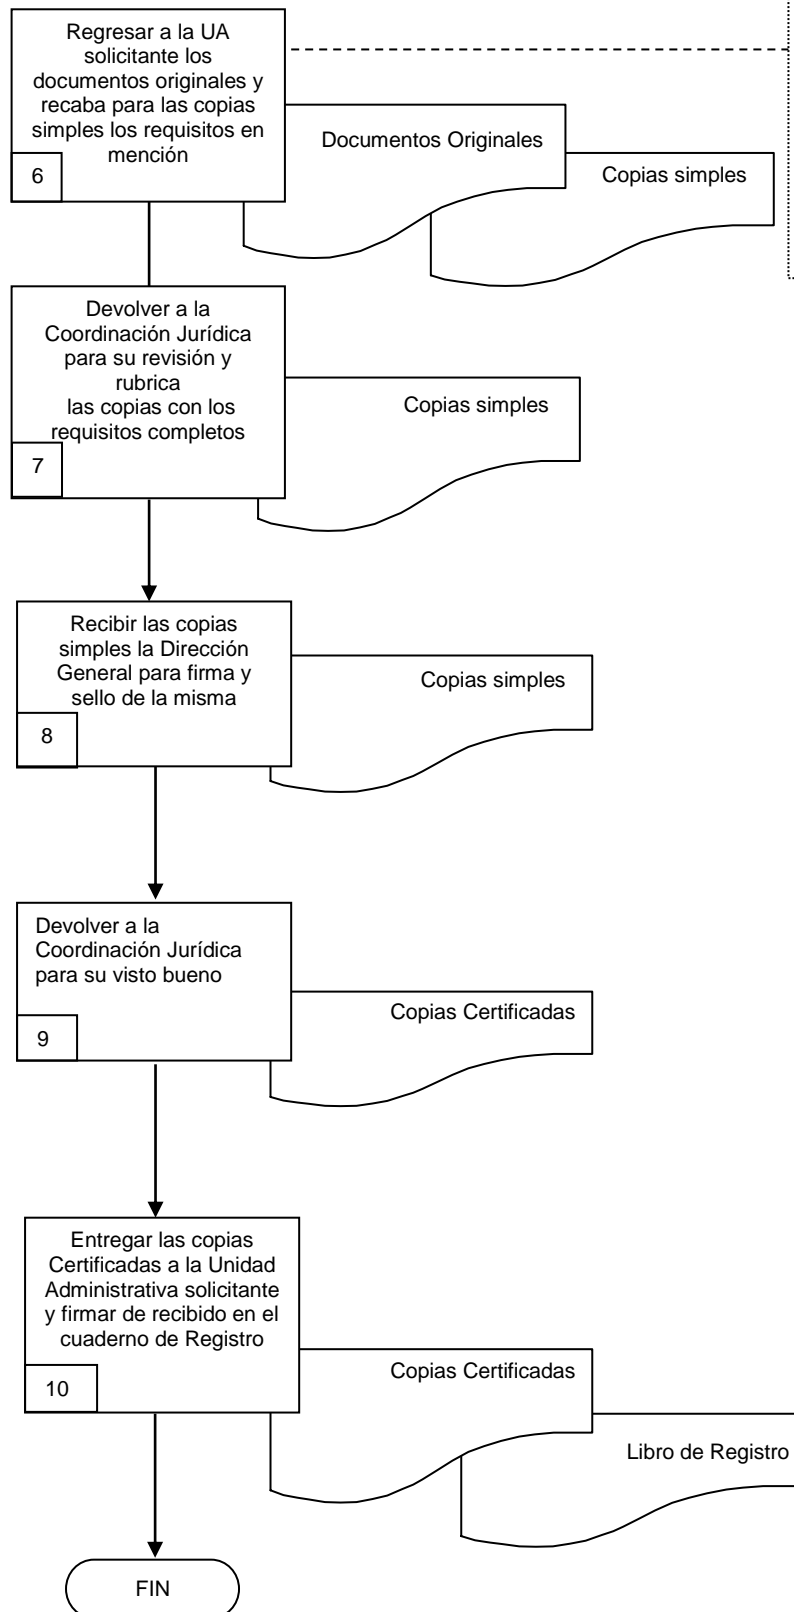 Regresar a la UA
solicitante los
documentos originales y
recaba para las copias
simples los requisitos en
mención
6
Documentos Originales
Copias simples
Devolver a la
Coordinación Jurídica
para su revisión y
rubrica
las copias con los
requisitos completos
7
Copias simples
Recibir las copias
simples la Dirección
General para firma y
sello de la misma
8
Copias simples
Devolver a la
Coordinación Jurídica
para su visto bueno
9
Copias Certificadas
Entregar las copias
Certificadas a la Unidad
Administrativa solicitante
y firmar de recibido en el
cuaderno de Registro
10
Copias Certificadas
Libro de Registro
FIN